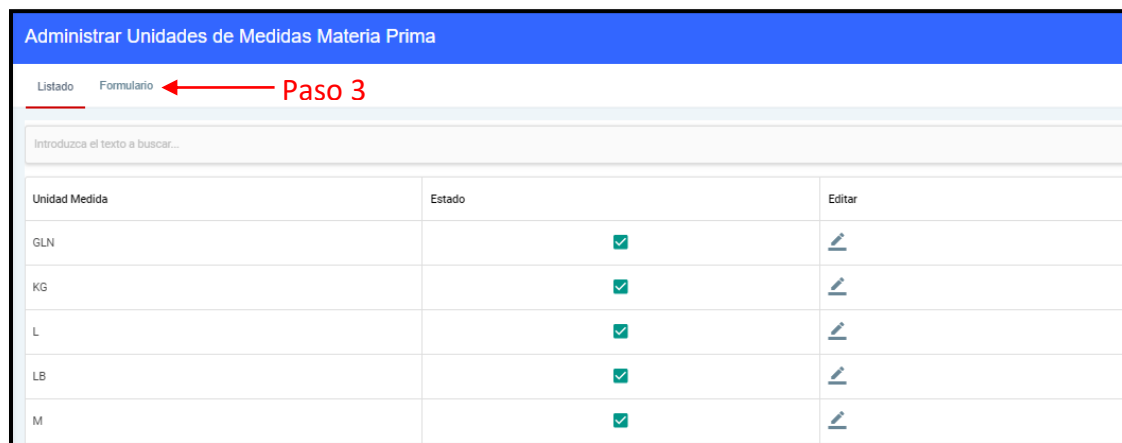 Administrar Unidades de Medidas Materia Prima
Listado Formulario Paso 3
Introduzca el texto a buscar...
Unidad Medida Estado Editar
GLN
KG
L
LB
M